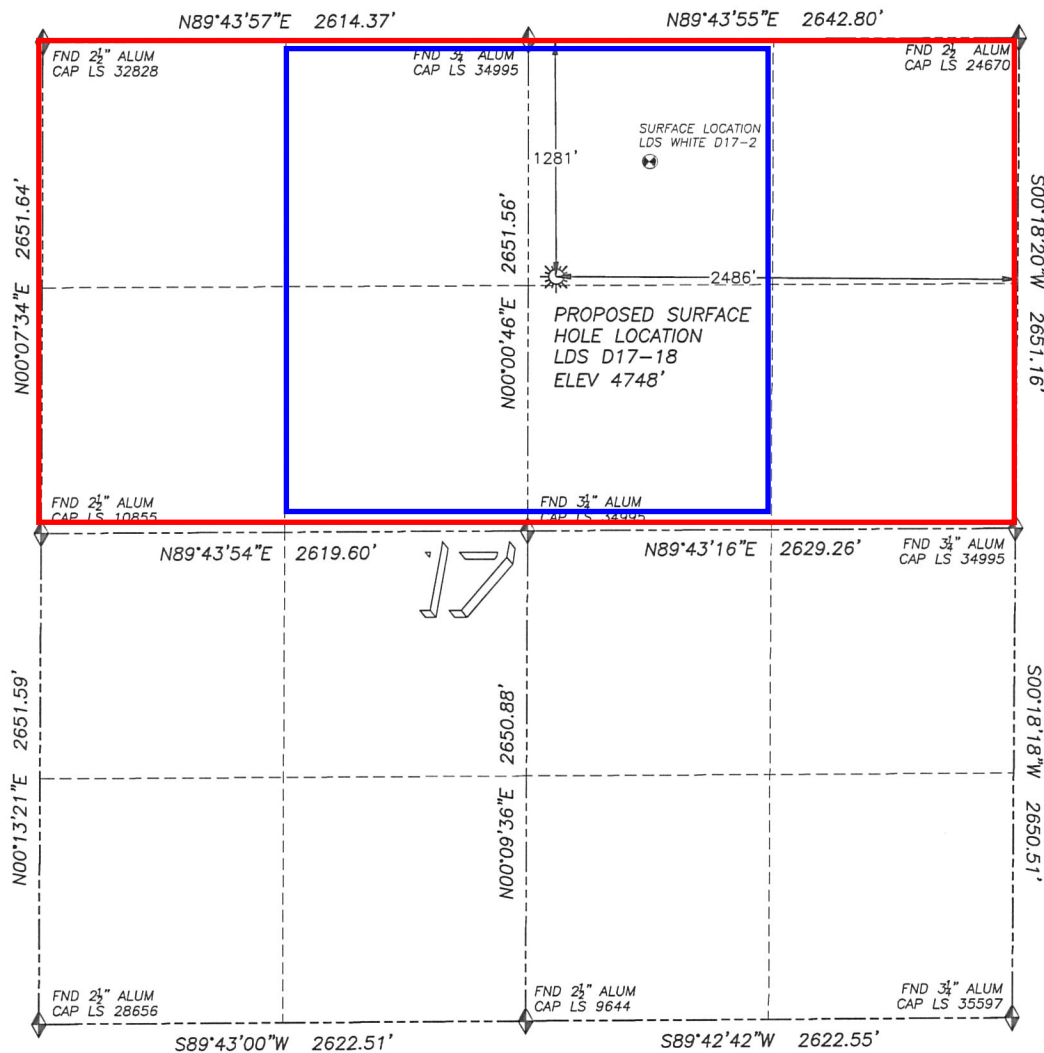 N89°43'57"E 2614.37'
N89°43'55"E 2642.80'
FND 2½" ALUM
CAP LS 32828
FND 3¼" ALUM
CAP LS 34995
FND 2½" ALUM
CAP LS 24670
SURFACE LOCATION
LDS WHITE D17-2
1281'
N00°07'34"E 2651.64'
N00°00'46"E 2651.56'
S00°18'20"W 2651.16'
2486'
PROPOSED SURFACE
HOLE LOCATION
LDS D17-18
ELEV 4748'
FND 2½" ALUM
CAP LS 10855
FND 3¼" ALUM
CAP LS 34995
N89°43'54"E 2619.60'
N89°43'16"E 2629.26'
FND 3¼" ALUM
CAP LS 34995
17
N00°13'21"E 2651.59'
N00°09'36"E 2650.88'
S00°18'18"W 2650.51'
FND 2½" ALUM
CAP LS 28656
FND 2½" ALUM
CAP LS 9644
FND 3¼" ALUM
CAP LS 35597
S89°43'00"W 2622.51'
S89°42'42"W 2622.55'